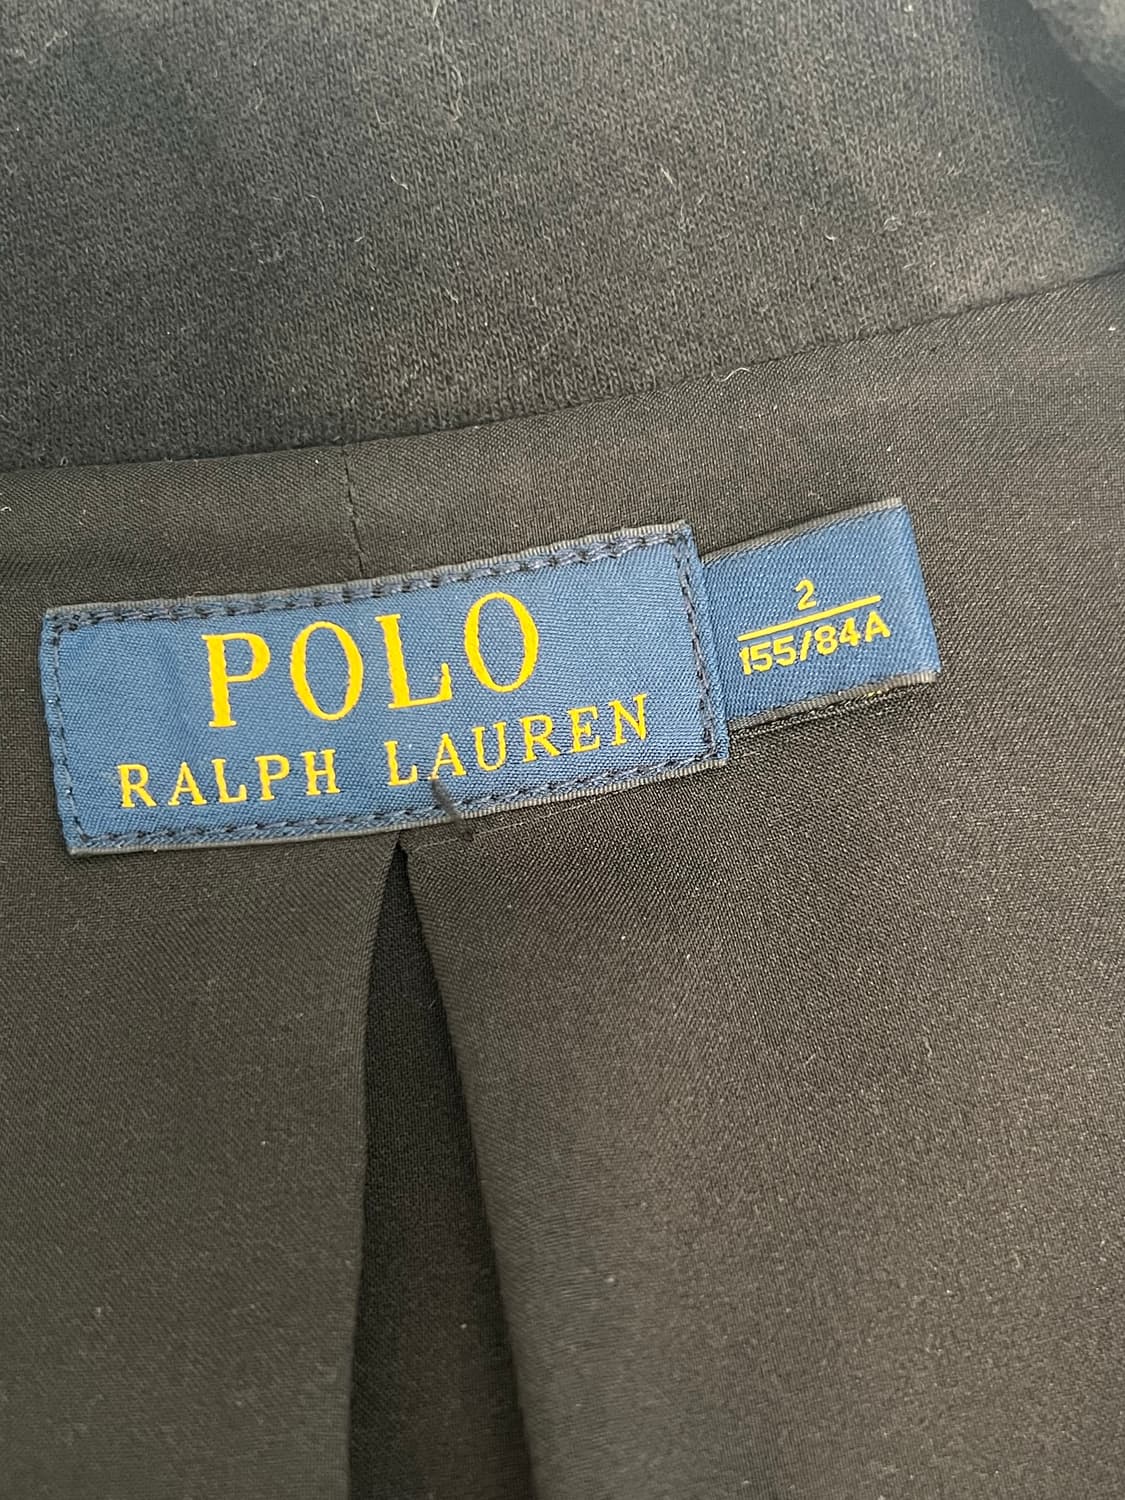 POLO
RALPH LAUREN
2
155/84A